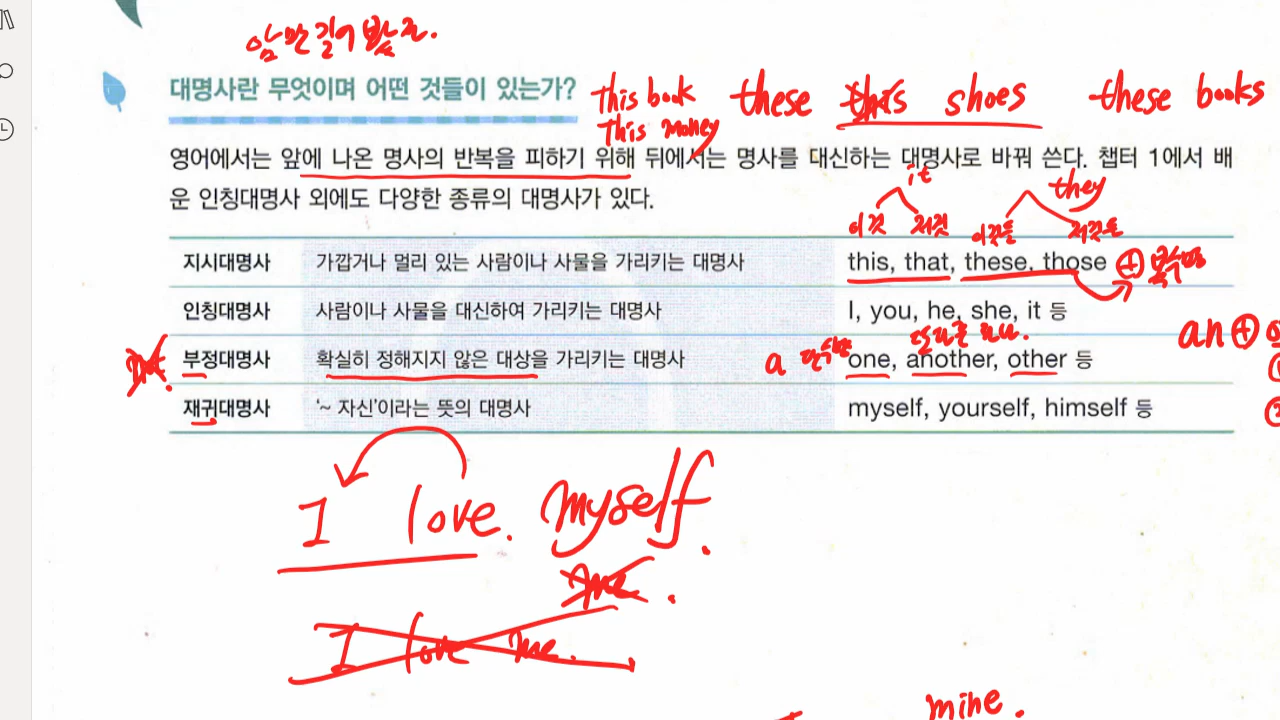 앞만 길어 봤죠.
대명사란 무엇이며 어떤 것들이 있는가?
this book these this shoes these books
this money
영어에서는 앞에 나온 명사의 반복을 피하기 위해 뒤에서는 명사를 대신하는 대명사로 바꿔 쓴다. 챕터 1에서 배
운 인칭대명사 외에도 다양한 종류의 대명사가 있다.
it they
이것 저것 이것들 저것들
지시대명사 가깝거나 멀리 있는 사람이나 사물을 가리키는 대명사 this, that, these, those +
인칭대명사 사람이나 사물을 대신하여 가리키는 대명사 I, you, he, she, it 등
부정대명사 확실히 정해지지 않은 대상을 가리키는 대명사 a one, another, other 등 an +
재귀대명사 ‘~ 자신’이라는 뜻의 대명사 myself, yourself, himself 등
I love. myself.
me.
I love me.
mine.